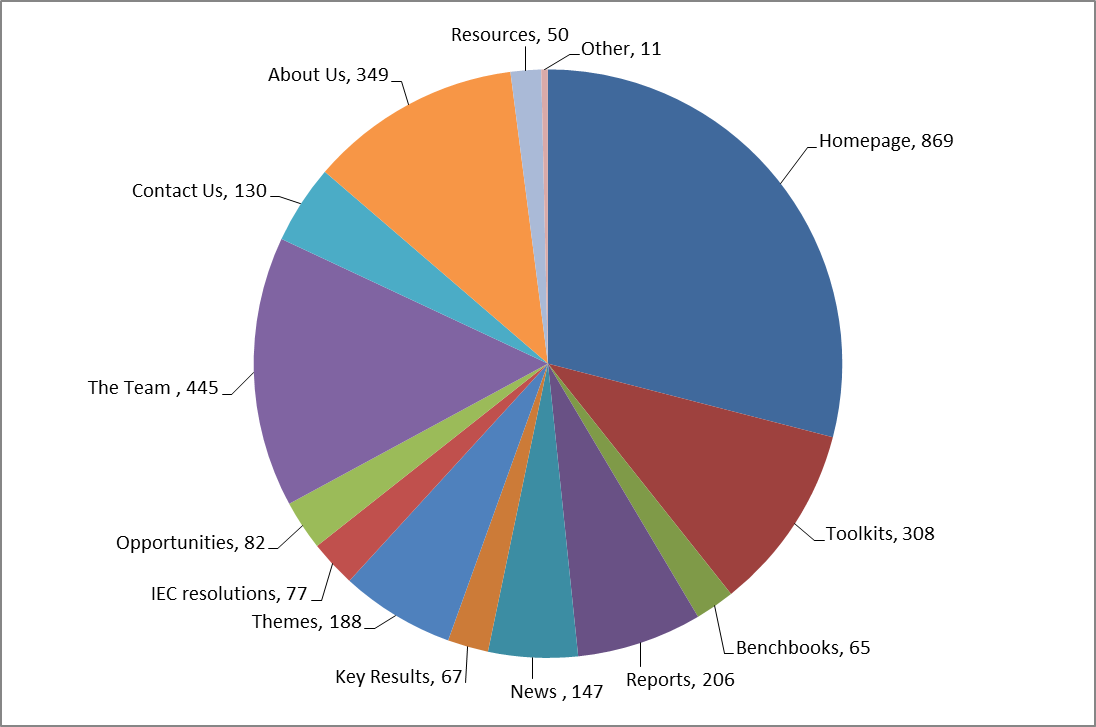 Resources, 50
Other, 11
About Us, 349
Homepage, 869
Contact Us, 130
The Team , 445
Toolkits, 308
Opportunities, 82
IEC resolutions, 77
Themes, 188
Benchbooks, 65
Key Results, 67
Reports, 206
News , 147